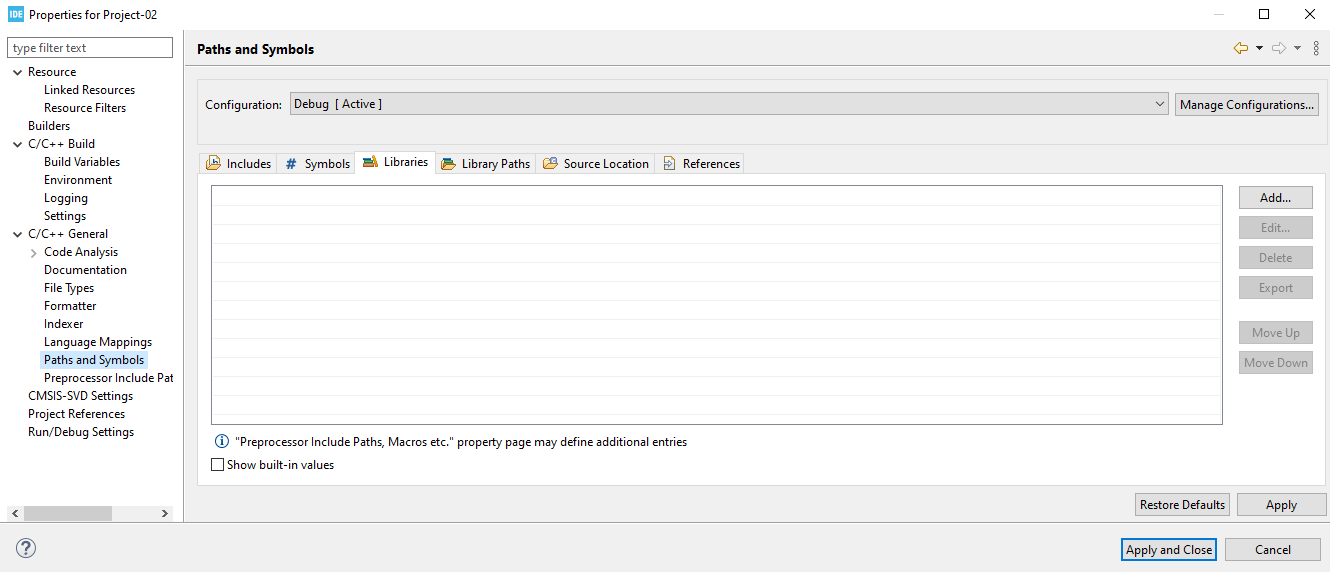 IDE Properties for Project-02
type filter text
Resource
Linked Resources
Resource Filters
Builders
C/C++ Build
Build Variables
Environment
Logging
Settings
C/C++ General
Code Analysis
Documentation
File Types
Formatter
Indexer
Language Mappings
Paths and Symbols
Preprocessor Include Pat
CMSIS-SVD Settings
Project References
Run/Debug Settings
Paths and Symbols
Configuration: Debug [ Active ] Manage Configurations...
Includes # Symbols Libraries Library Paths Source Location References
Add...
Edit...
Delete
Export
Move Up
Move Down
"Preprocessor Include Paths, Macros etc." property page may define additional entries
Show built-in values
Restore Defaults Apply
? Apply and Close Cancel